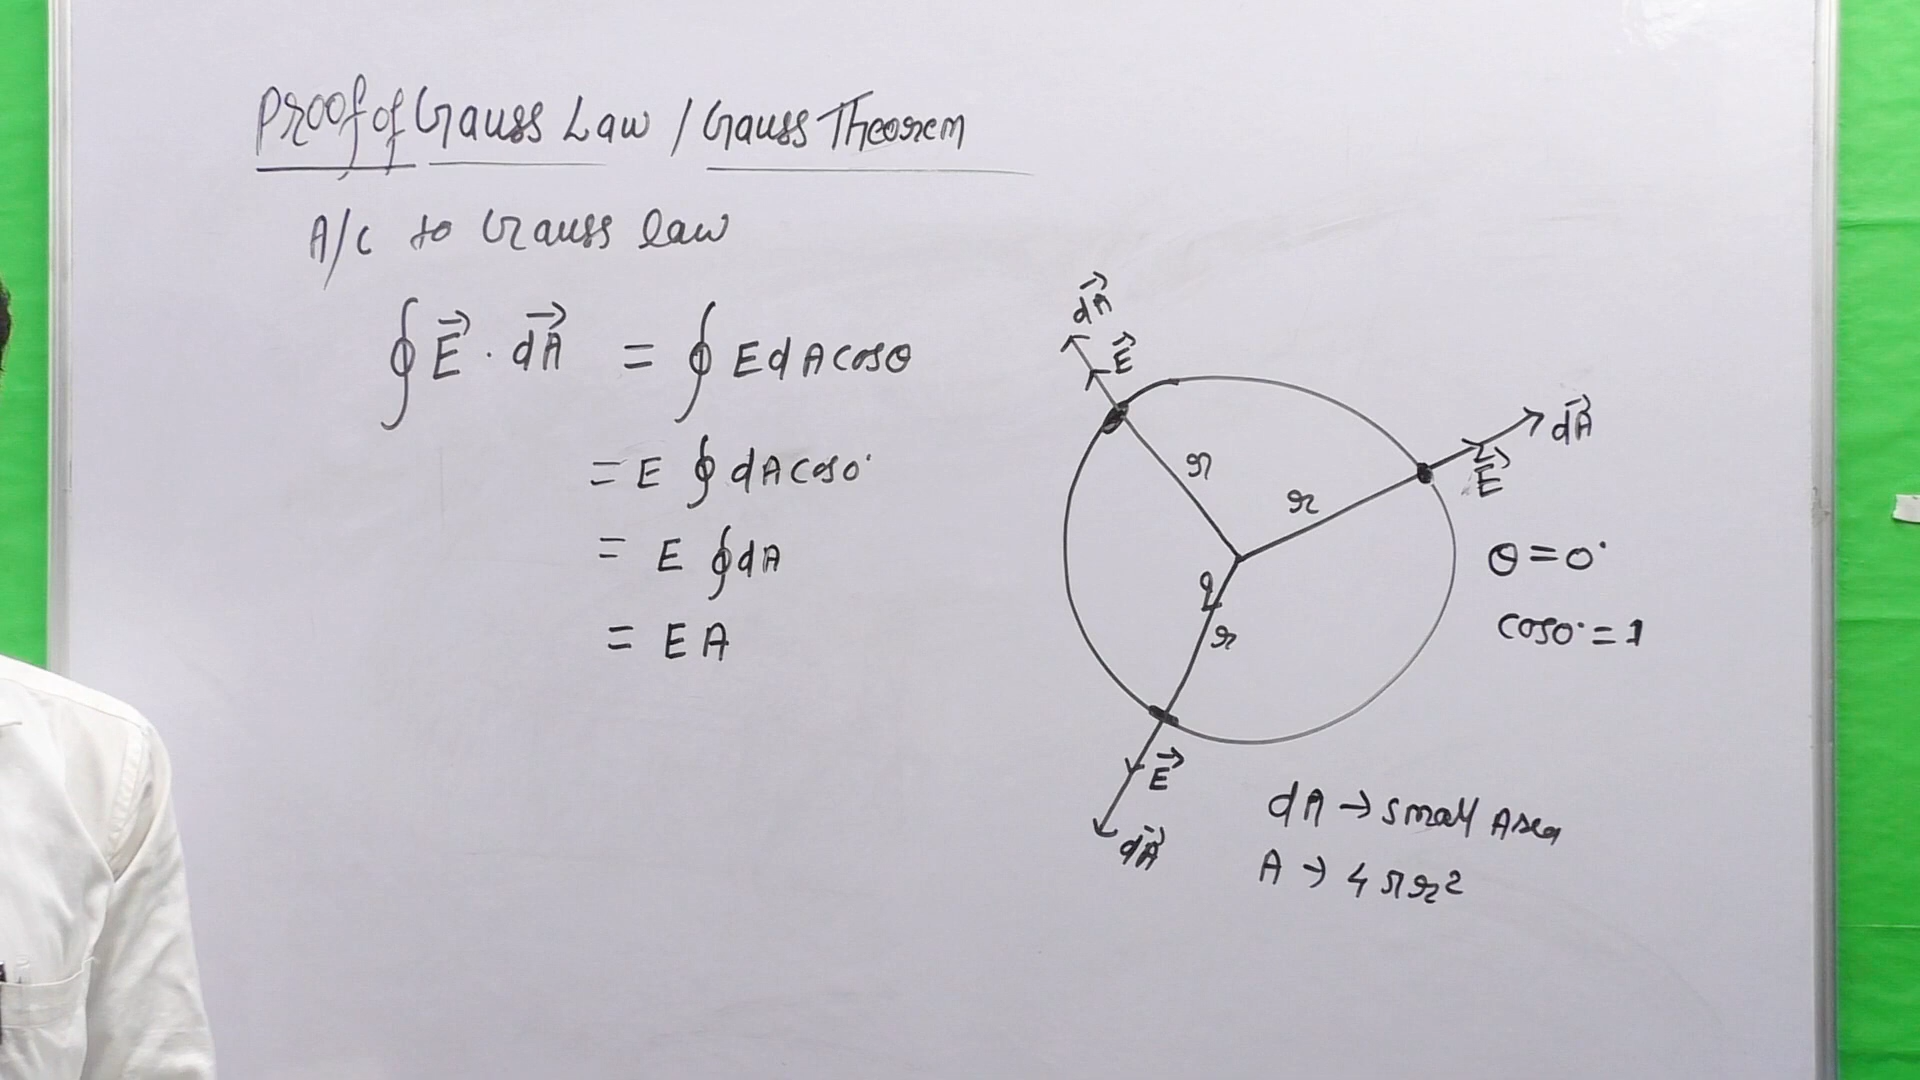 Proof of Gauss Law / Gauss Theorem
A/C to Gauss law
∮ E⃗ . dA⃗ = ∮ E dA cosθ
= E ∮ dA cos0°
= E ∮ dA
= E A
dA⃗
E⃗
dA⃗
E⃗
r
r
q
r
θ = 0°
cos0° = 1
E⃗
dA⃗
dA → small Area
A → 4πr²